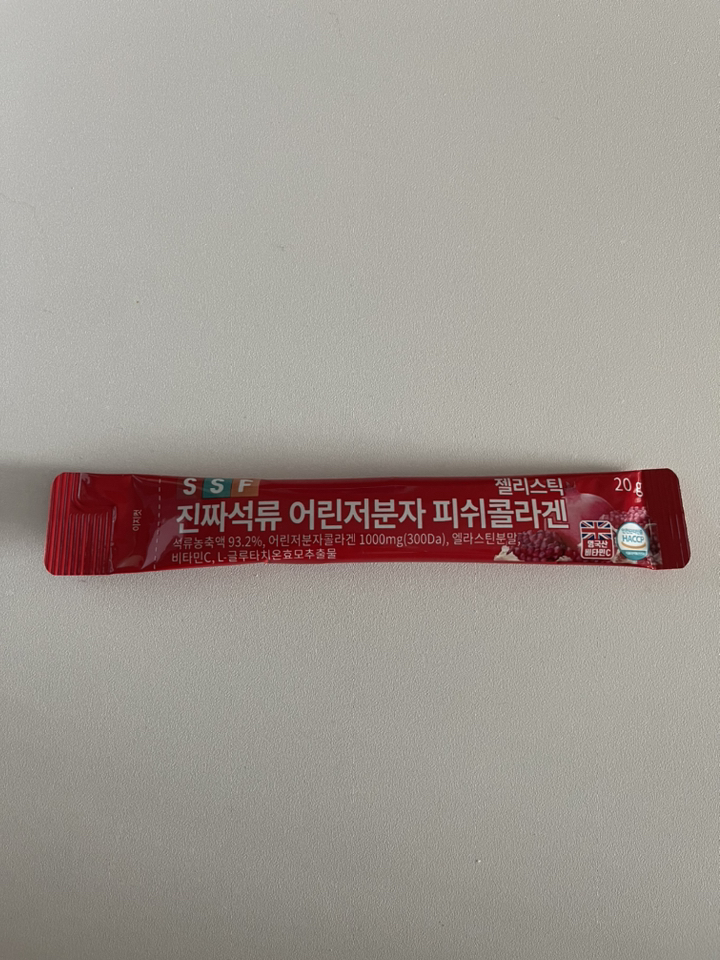 SSF
젤리스틱
20g
진짜석류 어린저분자 피쉬콜라겐
석류농축액 93.2%, 어린저분자콜라겐 1000mg(300Da), 엘라스틴분말,
비타민C, L-글루타치온효모추출물
이지컷
영국산
비타민C
HACCP